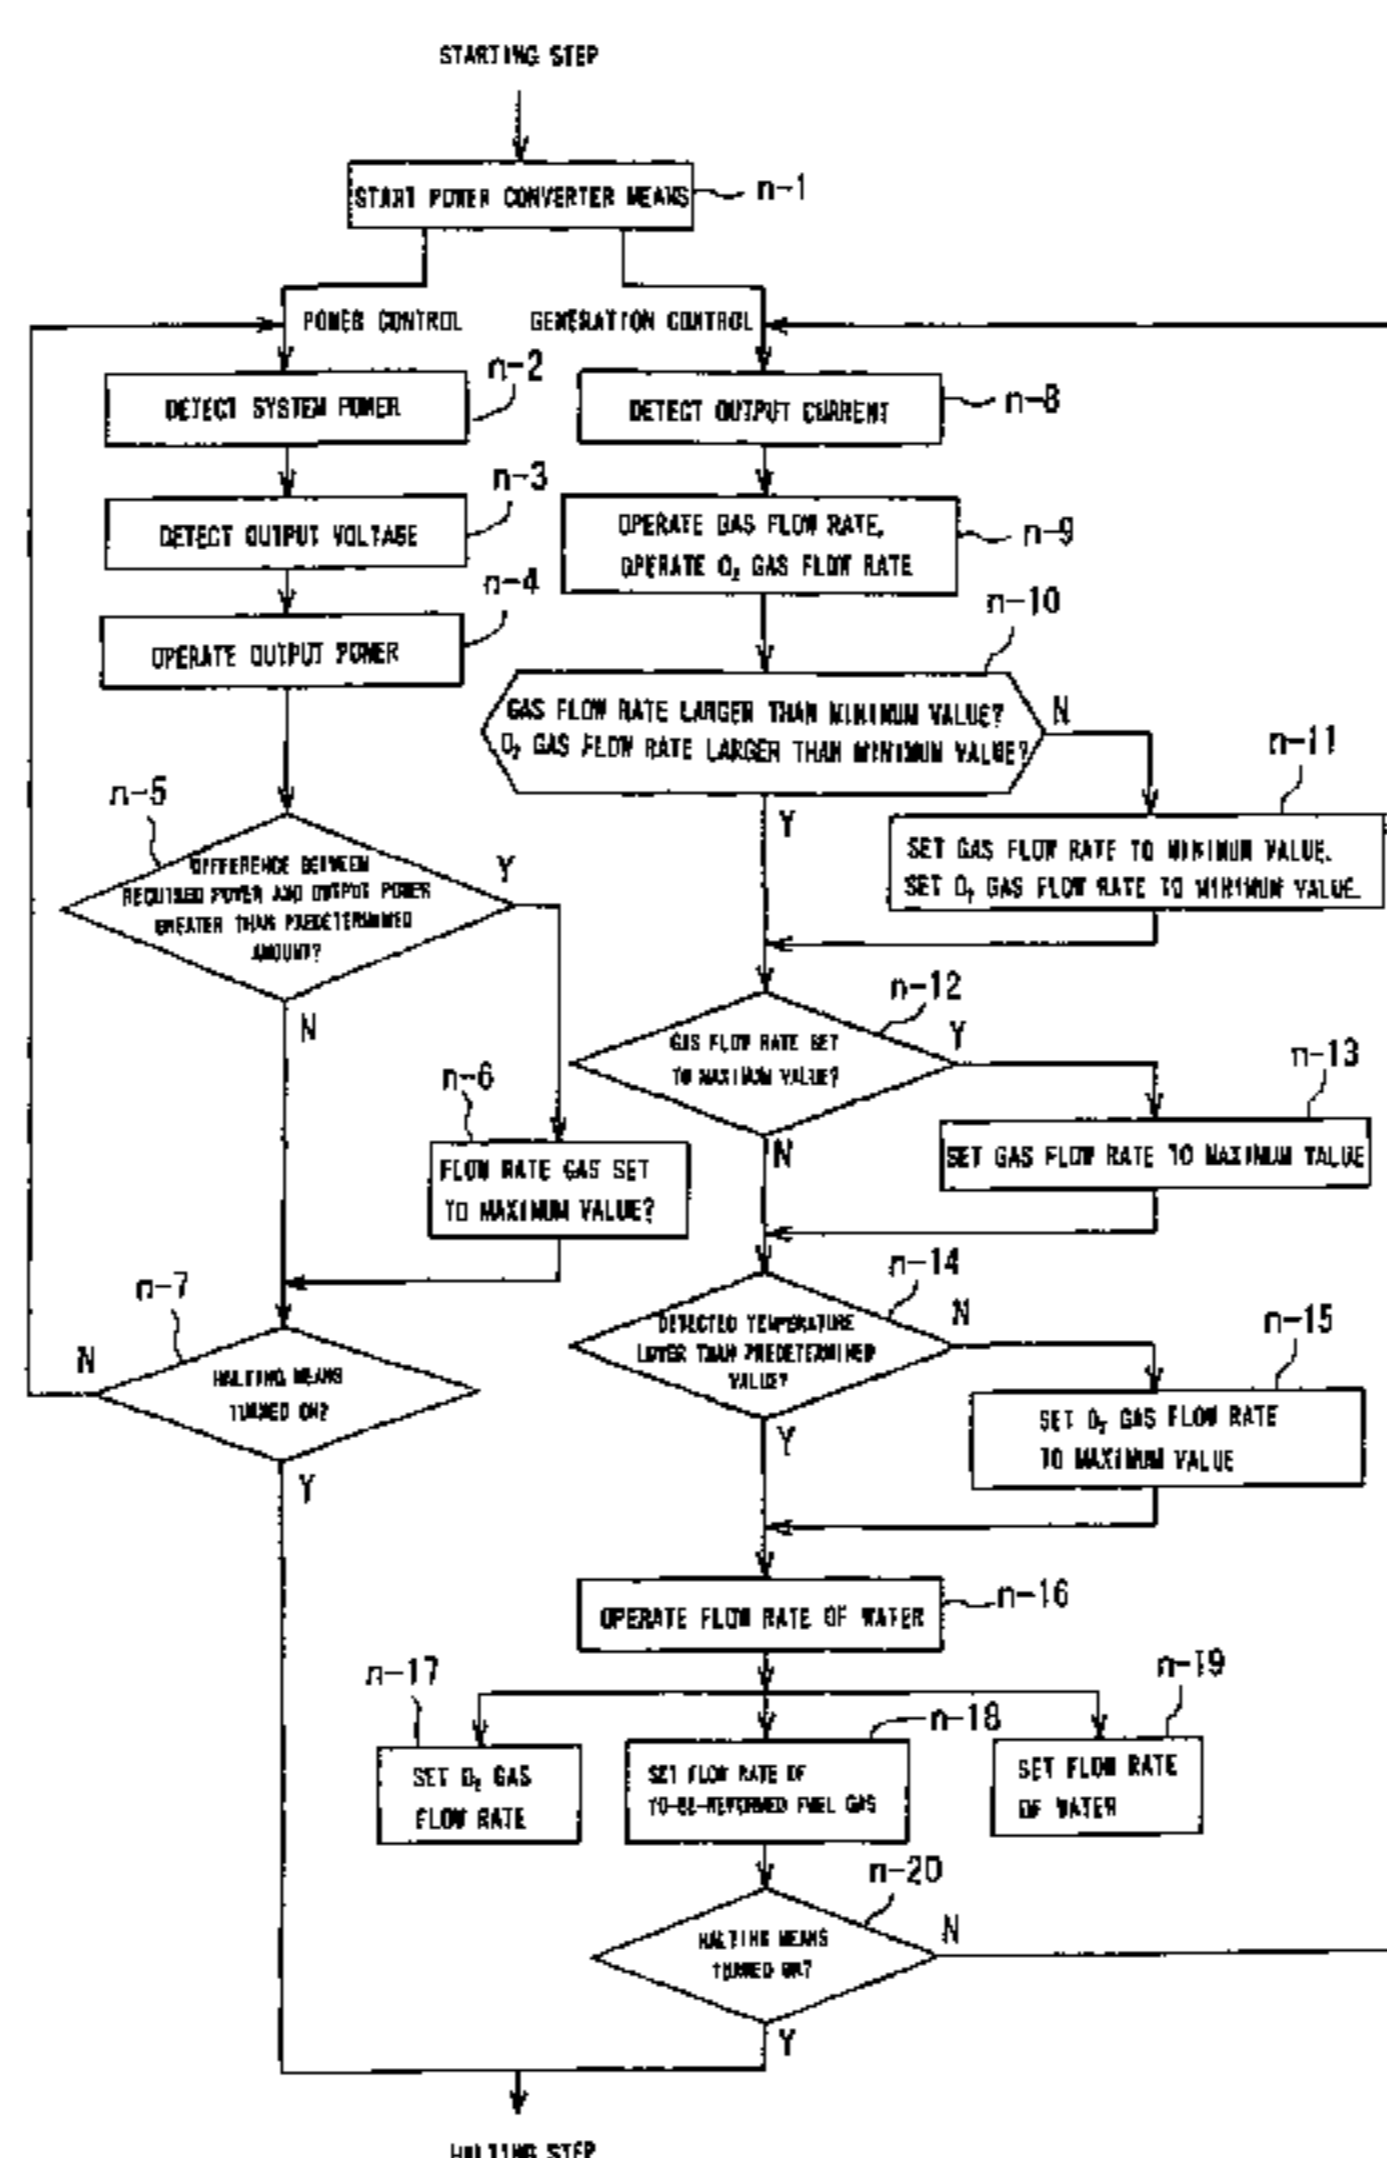 STARTING STEP
START POWER CONVERTER MEANS
n-1
POWER CONTROL
GENERATION CONTROL
n-2
DETECT SYSTEM POWER
DETECT OUTPUT CURRENT
n-8
n-3
DETECT OUTPUT VOLTAGE
OPERATE GAS FLOW RATE.
OPERATE O₂ GAS FLOW RATE
n-9
n-4
OPERATE OUTPUT POWER
n-10
GAS FLOW RATE LARGER THAN MINIMUM VALUE?
O₂ GAS FLOW RATE LARGER THAN MINIMUM VALUE?
N
Y
n-11
SET GAS FLOW RATE TO MINIMUM VALUE.
SET O₂ GAS FLOW RATE TO MINIMUM VALUE.
n-5
DIFFERENCE BETWEEN
REQUIRED POWER AND OUTPUT POWER
GREATER THAN PREDETERMINED
AMOUNT?
Y
N
n-12
GAS FLOW RATE SET
TO MAXIMUM VALUE?
Y
N
n-13
SET GAS FLOW RATE TO MAXIMUM VALUE
n-6
FLOW RATE GAS SET
TO MAXIMUM VALUE?
n-7
HALTING MEANS
TURNED ON?
N
Y
n-14
DETECTED TEMPERATURE
LOWER THAN PREDETERMINED
VALUE?
N
Y
n-15
SET O₂ GAS FLOW RATE
TO MAXIMUM VALUE
OPERATE FLOW RATE OF WATER
n-16
n-17
SET O₂ GAS
FLOW RATE
n-18
SET FLOW RATE OF
TO-BE-REFORMED FUEL GAS
n-19
SET FLOW RATE
OF WATER
n-20
HALTING MEANS
TURNED ON?
N
Y
HALTING STEP